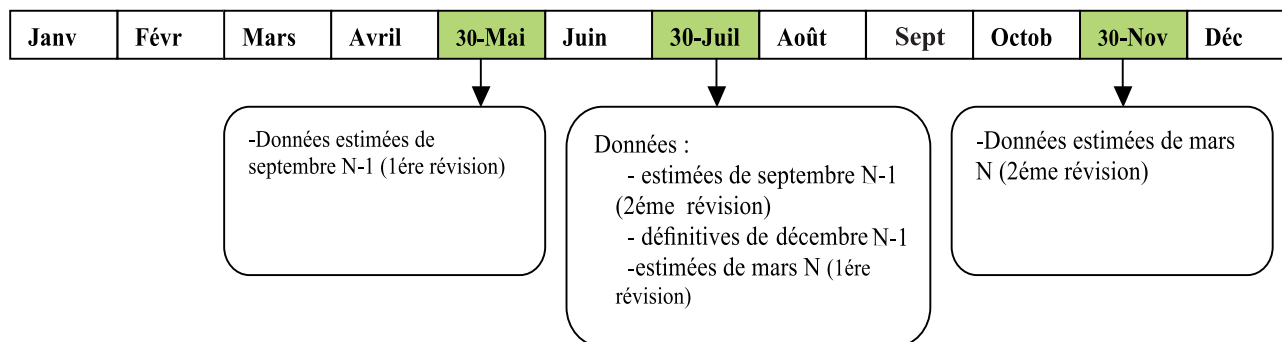 Janv Févr Mars Avril 30-Mai Juin 30-Juil Août Sept Octob 30-Nov Déc
-Données estimées de
septembre N-1 (1ére révision)
Données :
- estimées de septembre N-1
(2éme révision)
- définitives de décembre N-1
-estimées de mars N (1ére
révision)
-Données estimées de mars
N (2éme révision)